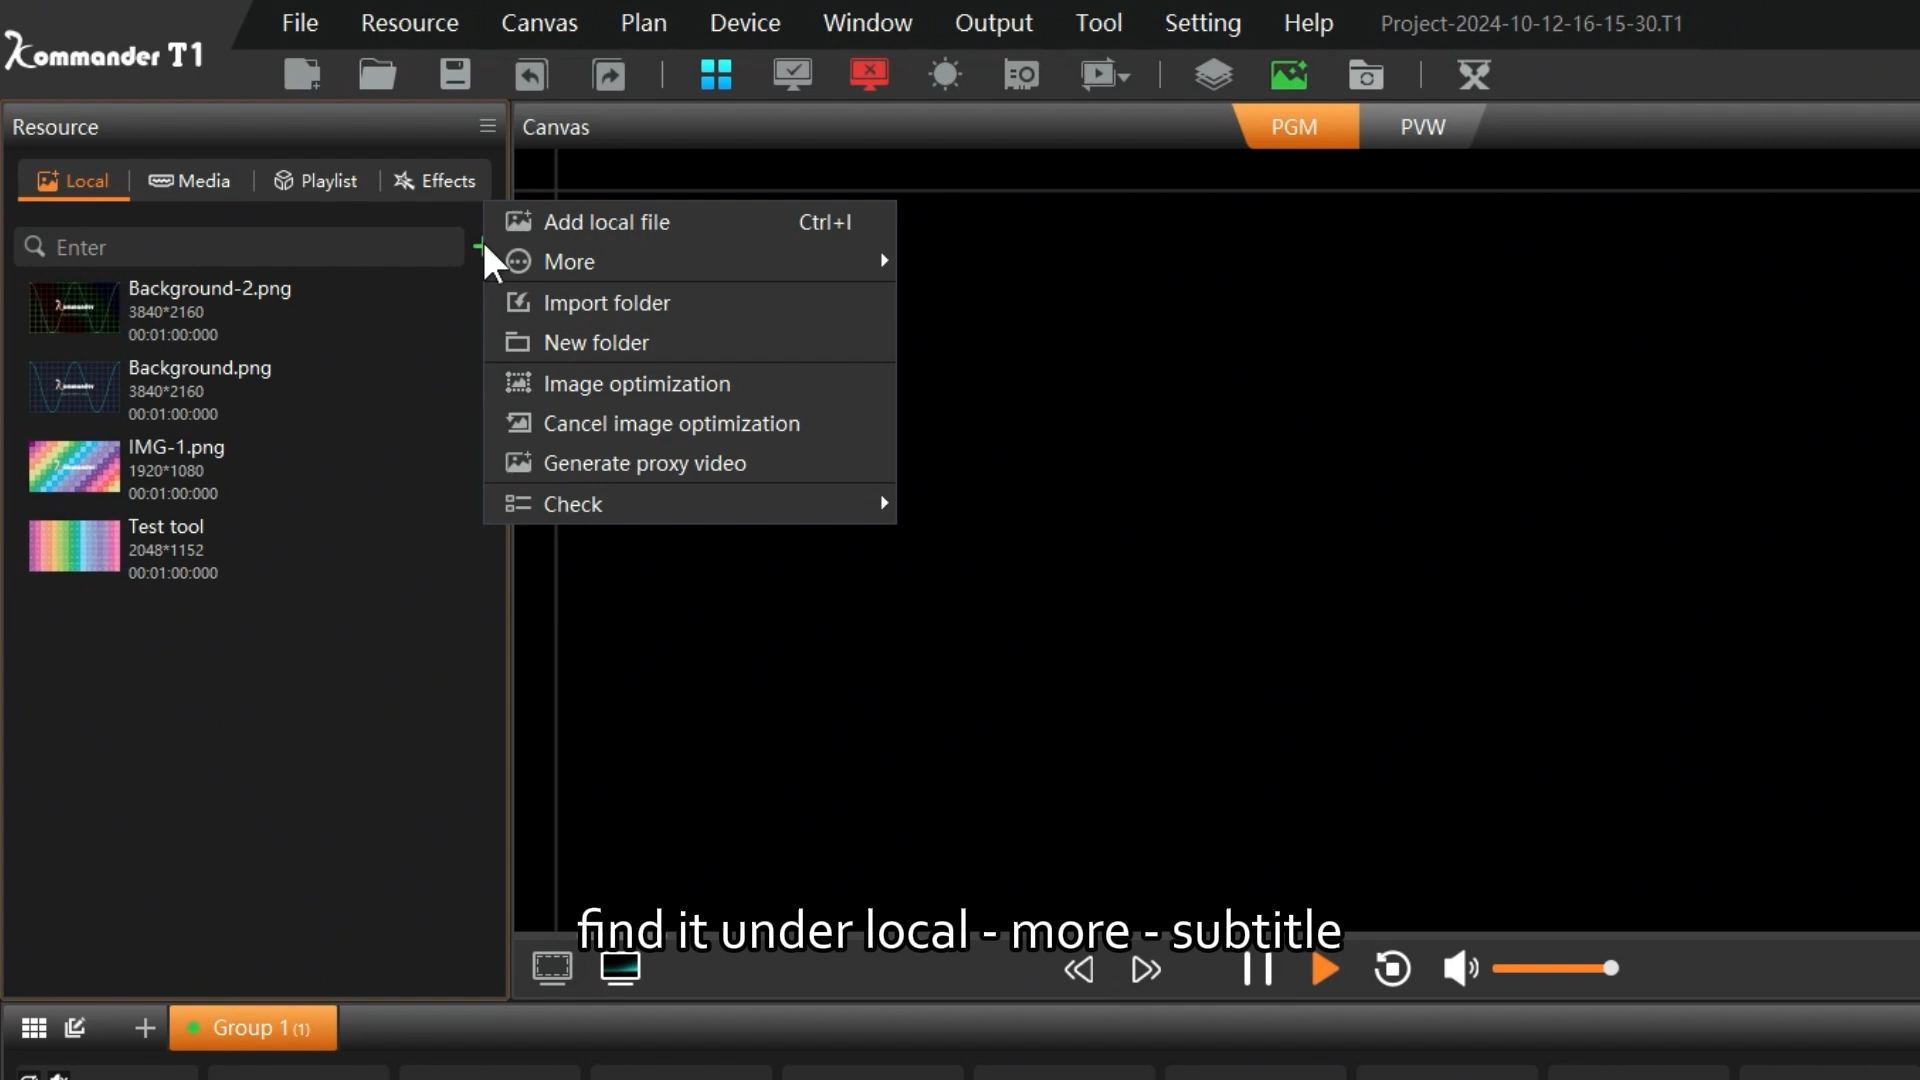 Kommander T1
File Resource Canvas Plan Device Window Output Tool Setting Help Project-2024-10-12-16-15-30.T1
Resource
Canvas
PGM
PVW
Local Media Playlist Effects
Enter
Background-2.png
3840*2160
00:01:00:000
Background.png
3840*2160
00:01:00:000
IMG-1.png
1920*1080
00:01:00:000
Test tool
2048*1152
00:01:00:000
Add local file Ctrl+I
More
Import folder
New folder
Image optimization
Cancel image optimization
Generate proxy video
Check
find it under local - more - subtitle
Group 1 (1)